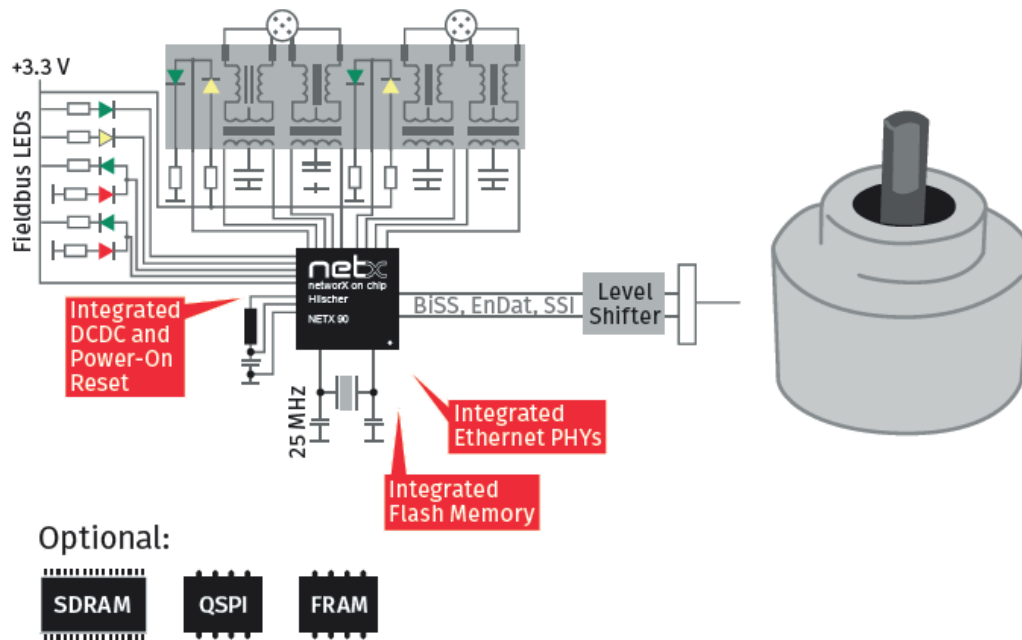 +3.3 V
Fieldbus LEDs
netx
networX on chip
Hilscher
NETX 90
Integrated
DCDC and
Power-On
Reset
BiSS, EnDat, SSI
Level
Shifter
25 MHz
Integrated
Ethernet PHYs
Integrated
Flash Memory
Optional:
SDRAM
QSPI
FRAM